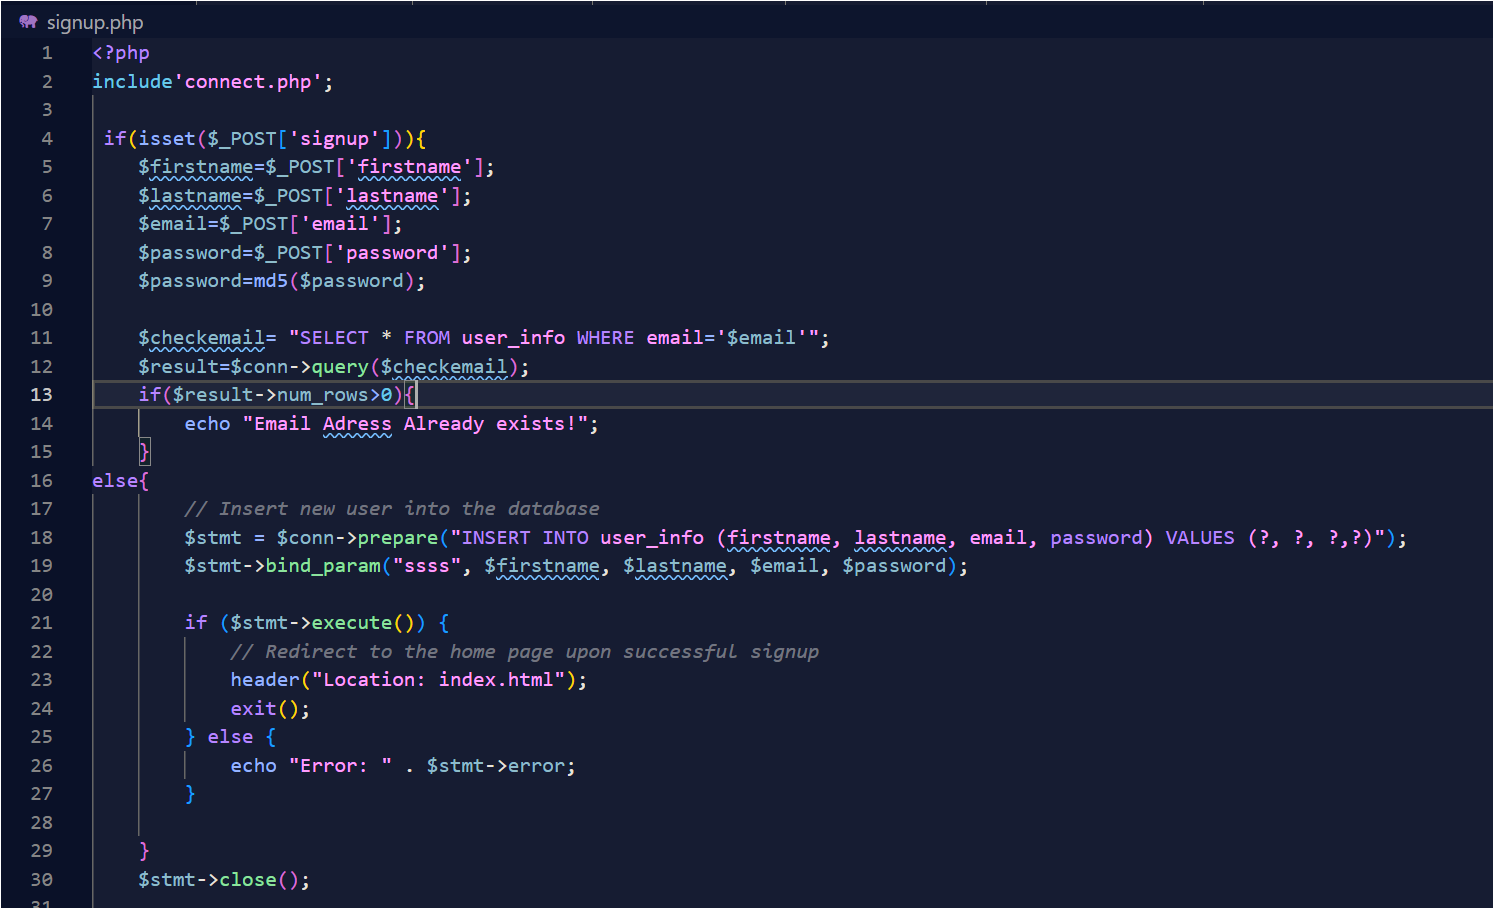 signup.php
1 <?php
2 include'connect.php';
3
4 if(isset($_POST['signup'])){
5 $firstname=$_POST['firstname'];
6 $lastname=$_POST['lastname'];
7 $email=$_POST['email'];
8 $password=$_POST['password'];
9 $password=md5($password);
10
11 $checkemail= "SELECT * FROM user_info WHERE email='$email'";
12 $result=$conn->query($checkemail);
13 if($result->num_rows>0){
14 echo "Email Adress Already exists!";
15 }
16 else{
17 // Insert new user into the database
18 $stmt = $conn->prepare("INSERT INTO user_info (firstname, lastname, email, password) VALUES (?, ?, ?,?)");
19 $stmt->bind_param("ssss", $firstname, $lastname, $email, $password);
20
21 if ($stmt->execute()) {
22 // Redirect to the home page upon successful signup
23 header("Location: index.html");
24 exit();
25 } else {
26 echo "Error: " . $stmt->error;
27 }
28
29 }
30 $stmt->close();
31